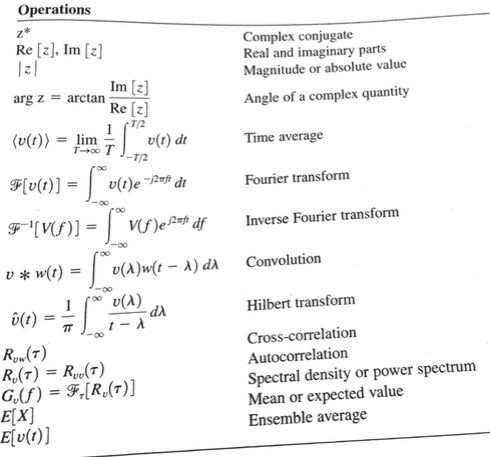 Operations
z* Complex conjugate
Re [z], Im [z] Real and imaginary parts
|z| Magnitude or absolute value
arg z = arctan Im [z] / Re [z] Angle of a complex quantity
⟨v(t)⟩ = lim_{T→∞} 1/T ∫_{−T/2}^{T/2} v(t) dt Time average
ℱ[v(t)] = ∫_{−∞}^{∞} v(t)e^{−j2πft} dt Fourier transform
ℱ^{−1}[V(f)] = ∫_{−∞}^{∞} V(f)e^{j2πft} df Inverse Fourier transform
v * w(t) = ∫_{−∞}^{∞} v(λ)w(t − λ) dλ Convolution
v̂(t) = 1/π ∫_{−∞}^{∞} v(λ)/(t − λ) dλ Hilbert transform
R_{vw}(τ) Cross-correlation
R_v(τ) = R_{vv}(τ) Autocorrelation
G_v(f) = ℱ_τ[R_v(τ)] Spectral density or power spectrum
E[X] Mean or expected value
E[v(t)] Ensemble average